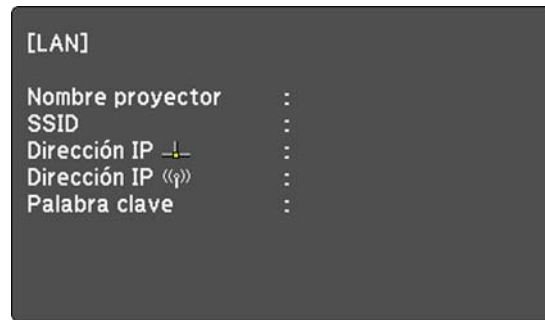 [LAN]
Nombre proyector :
SSID :
Dirección IP :
Dirección IP :
Palabra clave :